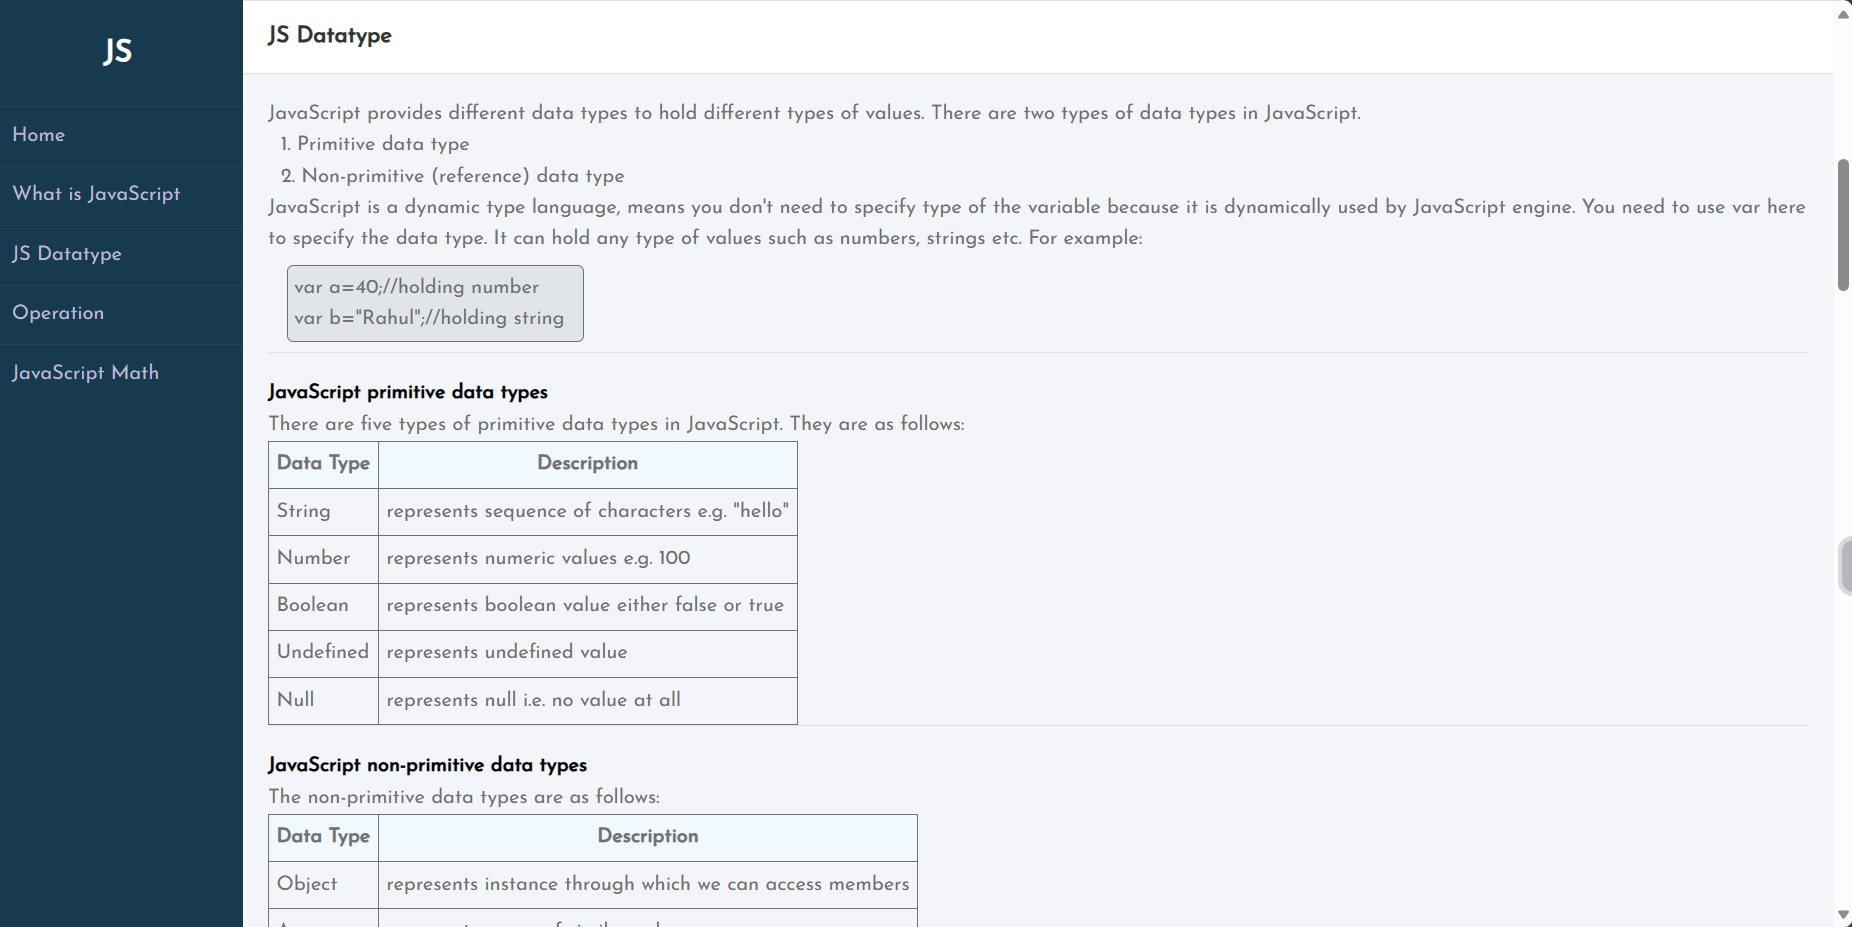 JS
Home
What is JavaScript
JS Datatype
Operation
JavaScript Math
JS Datatype
JavaScript provides different data types to hold different types of values. There are two types of data types in JavaScript.
1. Primitive data type
2. Non-primitive (reference) data type
JavaScript is a dynamic type language, means you don't need to specify type of the variable because it is dynamically used by JavaScript engine. You need to use var here
to specify the data type. It can hold any type of values such as numbers, strings etc. For example:
var a=40;//holding number
var b="Rahul";//holding string
JavaScript primitive data types
There are five types of primitive data types in JavaScript. They are as follows:
Data Type Description
String represents sequence of characters e.g. "hello"
Number represents numeric values e.g. 100
Boolean represents boolean value either false or true
Undefined represents undefined value
Null represents null i.e. no value at all
JavaScript non-primitive data types
The non-primitive data types are as follows:
Data Type Description
Object represents instance through which we can access members